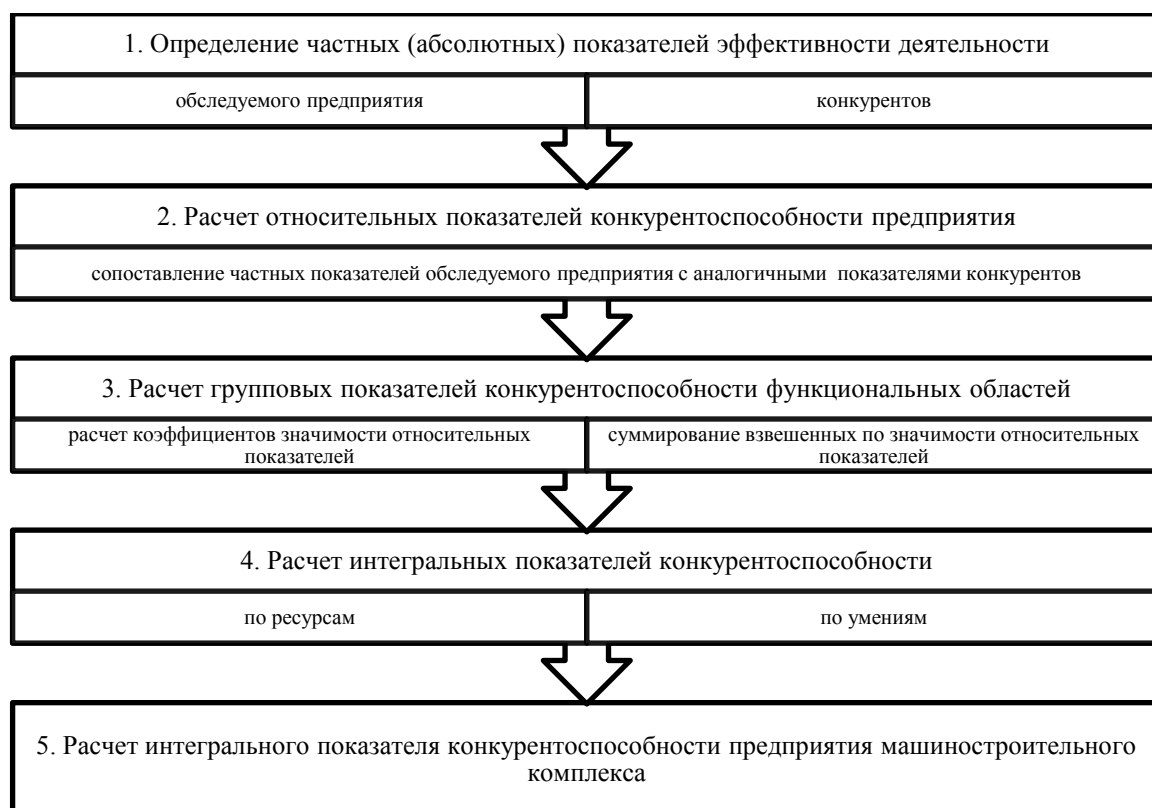 1. Определение частных (абсолютных) показателей эффективности деятельности
обследуемого предприятия
конкурентов
2. Расчет относительных показателей конкурентоспособности предприятия
сопоставление частных показателей обследуемого предприятия с аналогичными показателями конкурентов
3. Расчет групповых показателей конкурентоспособности функциональных областей
расчет коэффициентов значимости относительных
показателей
суммирование взвешенных по значимости относительных
показателей
4. Расчет интегральных показателей конкурентоспособности
по ресурсам
по умениям
5. Расчет интегрального показателя конкурентоспособности предприятия машиностроительного
комплекса